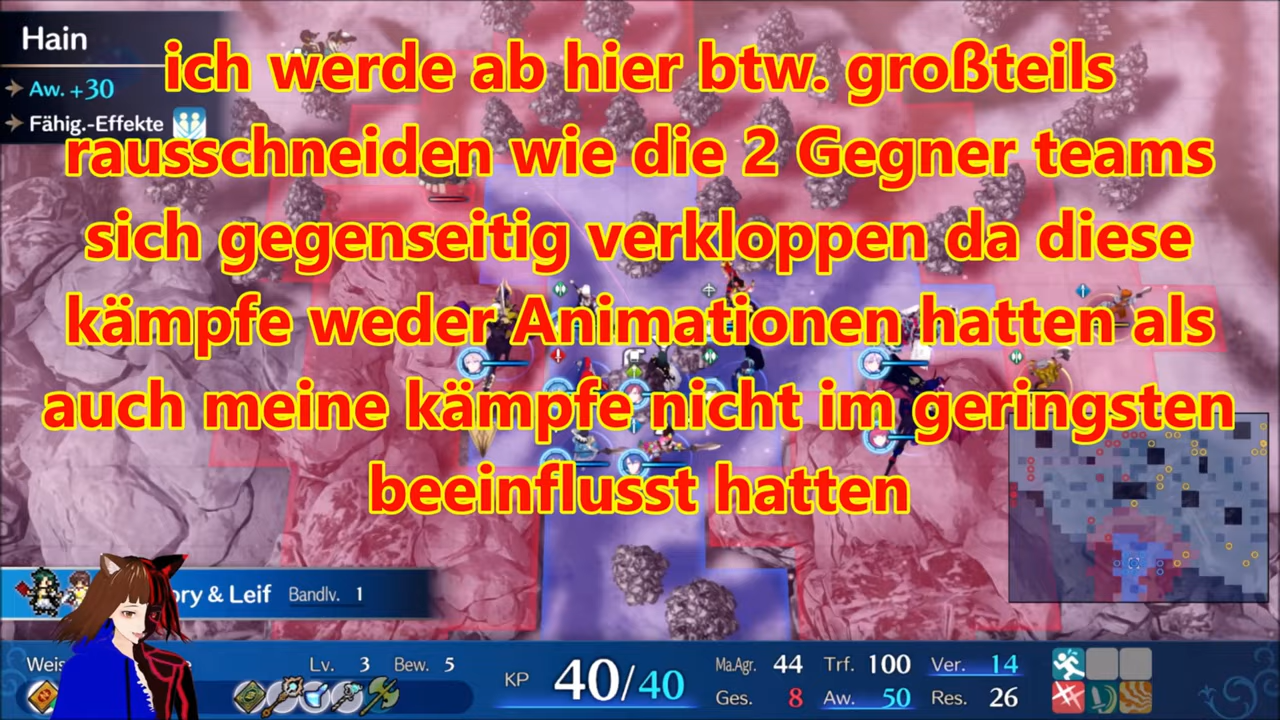 Hain
Aw. +30
Fähig.-Effekte
ich werde ab hier btw. großteils
rausschneiden wie die 2 Gegner teams
sich gegenseitig verkloppen da diese
kämpfe weder Animationen hatten als
auch meine kämpfe nicht im geringsten
beeinflusst hatten
& Leif Bandlv. 1
Lv. 3 Bew. 5
KP 40/40
Ma.Agr. 44 Trf. 100 Ver. 14
Ges. 8 Aw. 50 Res. 26